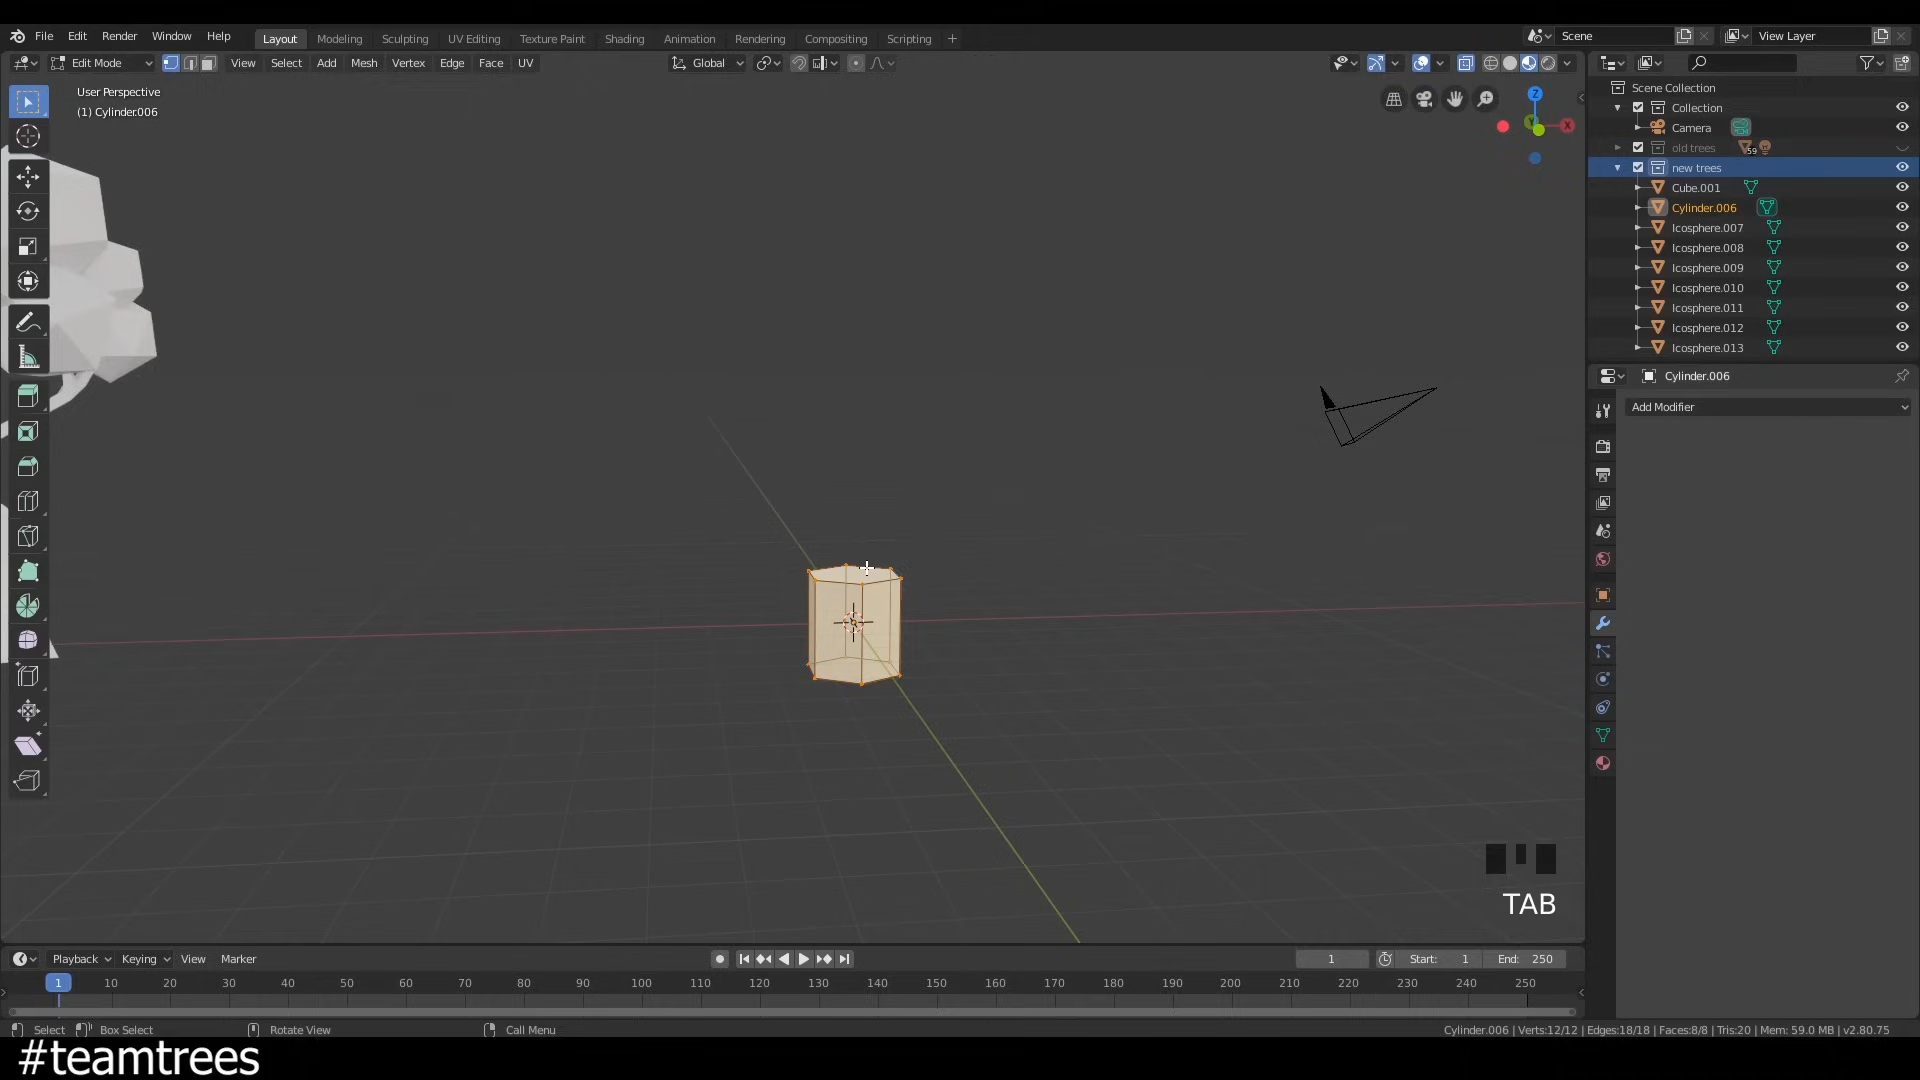 File Edit Render Window Help Layout Modeling Sculpting UV Editing Texture Paint Shading Animation Rendering Compositing Scripting Scene View Layer
Edit Mode View Select Add Mesh Vertex Edge Face UV Global
User Perspective
(1) Cylinder.006
Z
Y
X
Scene Collection
Collection
Camera
old trees 59
new trees
Cube.001
Cylinder.006
Icosphere.007
Icosphere.008
Icosphere.009
Icosphere.010
Icosphere.011
Icosphere.012
Icosphere.013
Cylinder.006
Add Modifier
TAB
Playback Keying View Marker 1 Start: 1 End: 250
1 10 20 30 40 50 60 70 80 90 100 110 120 130 140 150 160 170 180 190 200 210 220 230 240 250
Select Box Select Rotate View Call Menu Cylinder.006 | Verts:12/12 | Edges:18/18 | Faces:8/8 | Tris:20 | Mem: 59.0 MB | v2.80.75
#teamtrees